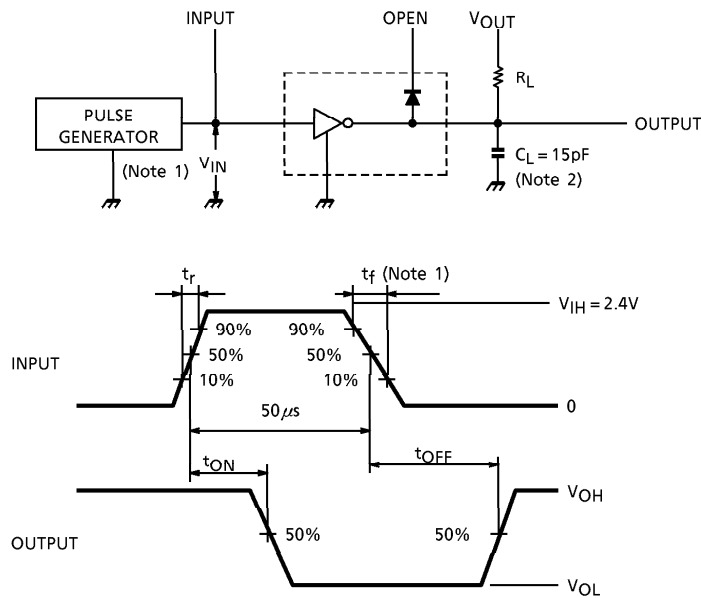 INPUT OPEN VOUT
RL
PULSE
GENERATOR
OUTPUT
(Note 1) VIN
CL = 15pF
(Note 2)
tr tf (Note 1)
VIH = 2.4V
90% 90%
INPUT 50% 50%
10% 10%
0
50μs
tON tOFF
VOH
50% 50%
OUTPUT
VOL